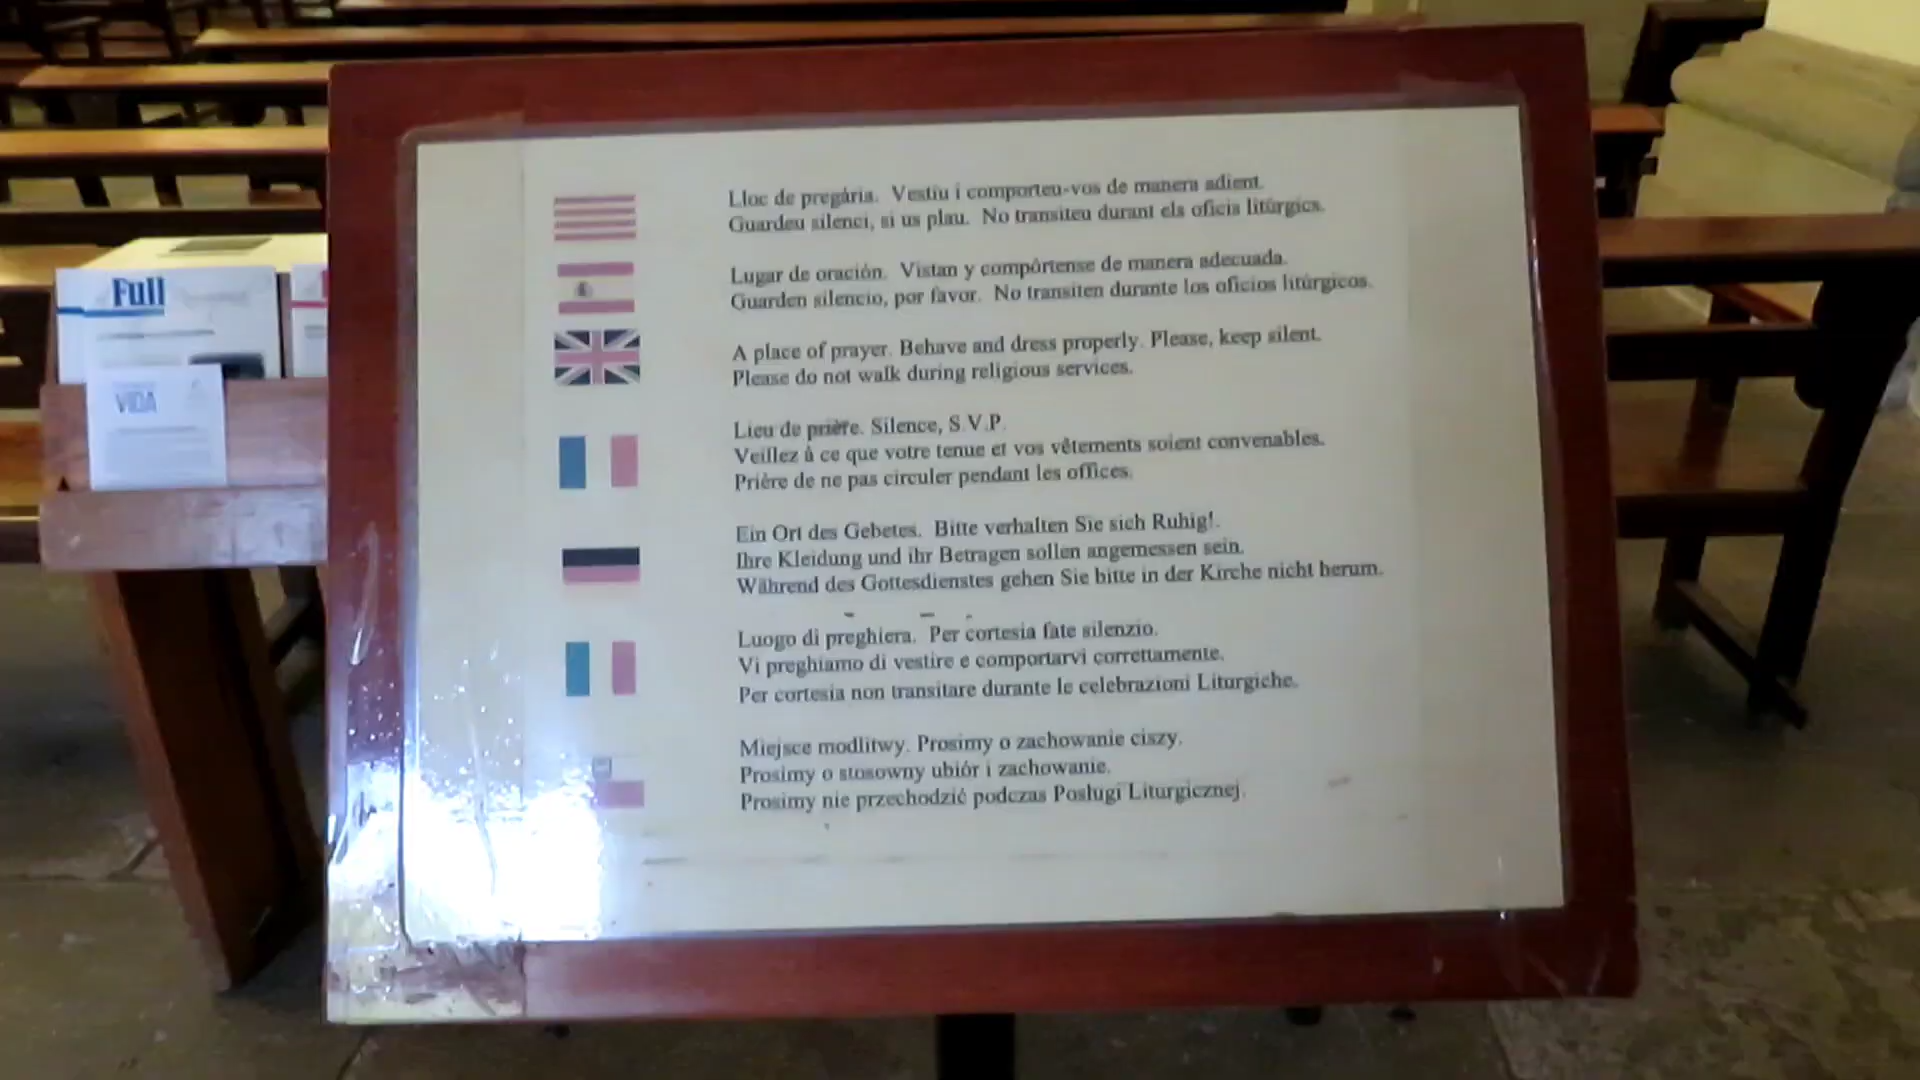 Full
VIDA
Lloc de pregària. Vestiu i comporteu-vos de manera adient.
Guardeu silenci, si us plau. No transiteu durant els oficis litúrgics.
Lugar de oración. Vistan y compórtense de manera adecuada.
Guarden silencio, por favor. No transiten durante los oficios litúrgicos.
A place of prayer. Behave and dress properly. Please, keep silent.
Please do not walk during religious services.
Lieu de prière. Silence, S.V.P.
Veillez à ce que votre tenue et vos vêtements soient convenables.
Prière de ne pas circuler pendant les offices.
Ein Ort des Gebetes. Bitte verhalten Sie sich Ruhig!.
Ihre Kleidung und ihr Betragen sollen angemessen sein.
Während des Gottesdienstes gehen Sie bitte in der Kirche nicht herum.
Luogo di preghiera. Per cortesia fate silenzio.
Vi preghiamo di vestire e comportarvi correttamente.
Per cortesia non transitare durante le celebrazioni Liturgiche.
Miejsce modlitwy. Prosimy o zachowanie ciszy.
Prosimy o stosowny ubiór i zachowanie.
Prosimy nie przechodzić podczas Posługi Liturgicznej.